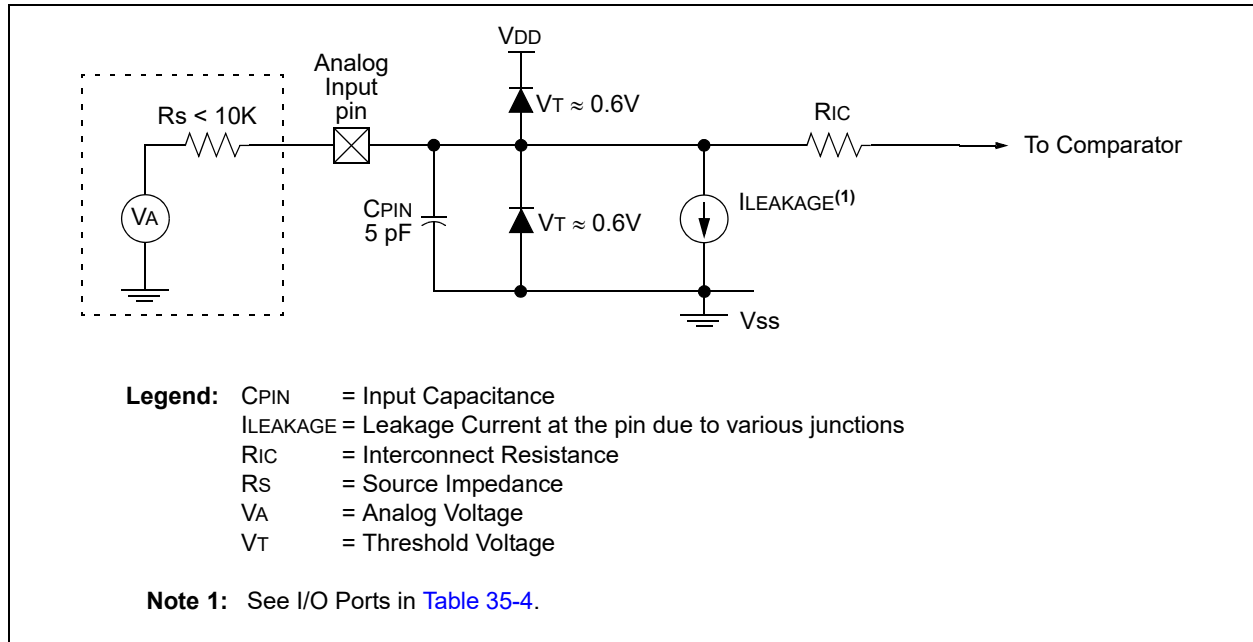 VDD
Analog
Input
pin
VT ≈ 0.6V
Rs < 10K
RIC
To Comparator
VA
CPIN
5 pF
VT ≈ 0.6V
ILEAKAGE(1)
Vss
Legend: CPIN = Input Capacitance
ILEAKAGE = Leakage Current at the pin due to various junctions
RIC = Interconnect Resistance
RS = Source Impedance
VA = Analog Voltage
VT = Threshold Voltage
Note 1: See I/O Ports in Table 35-4.